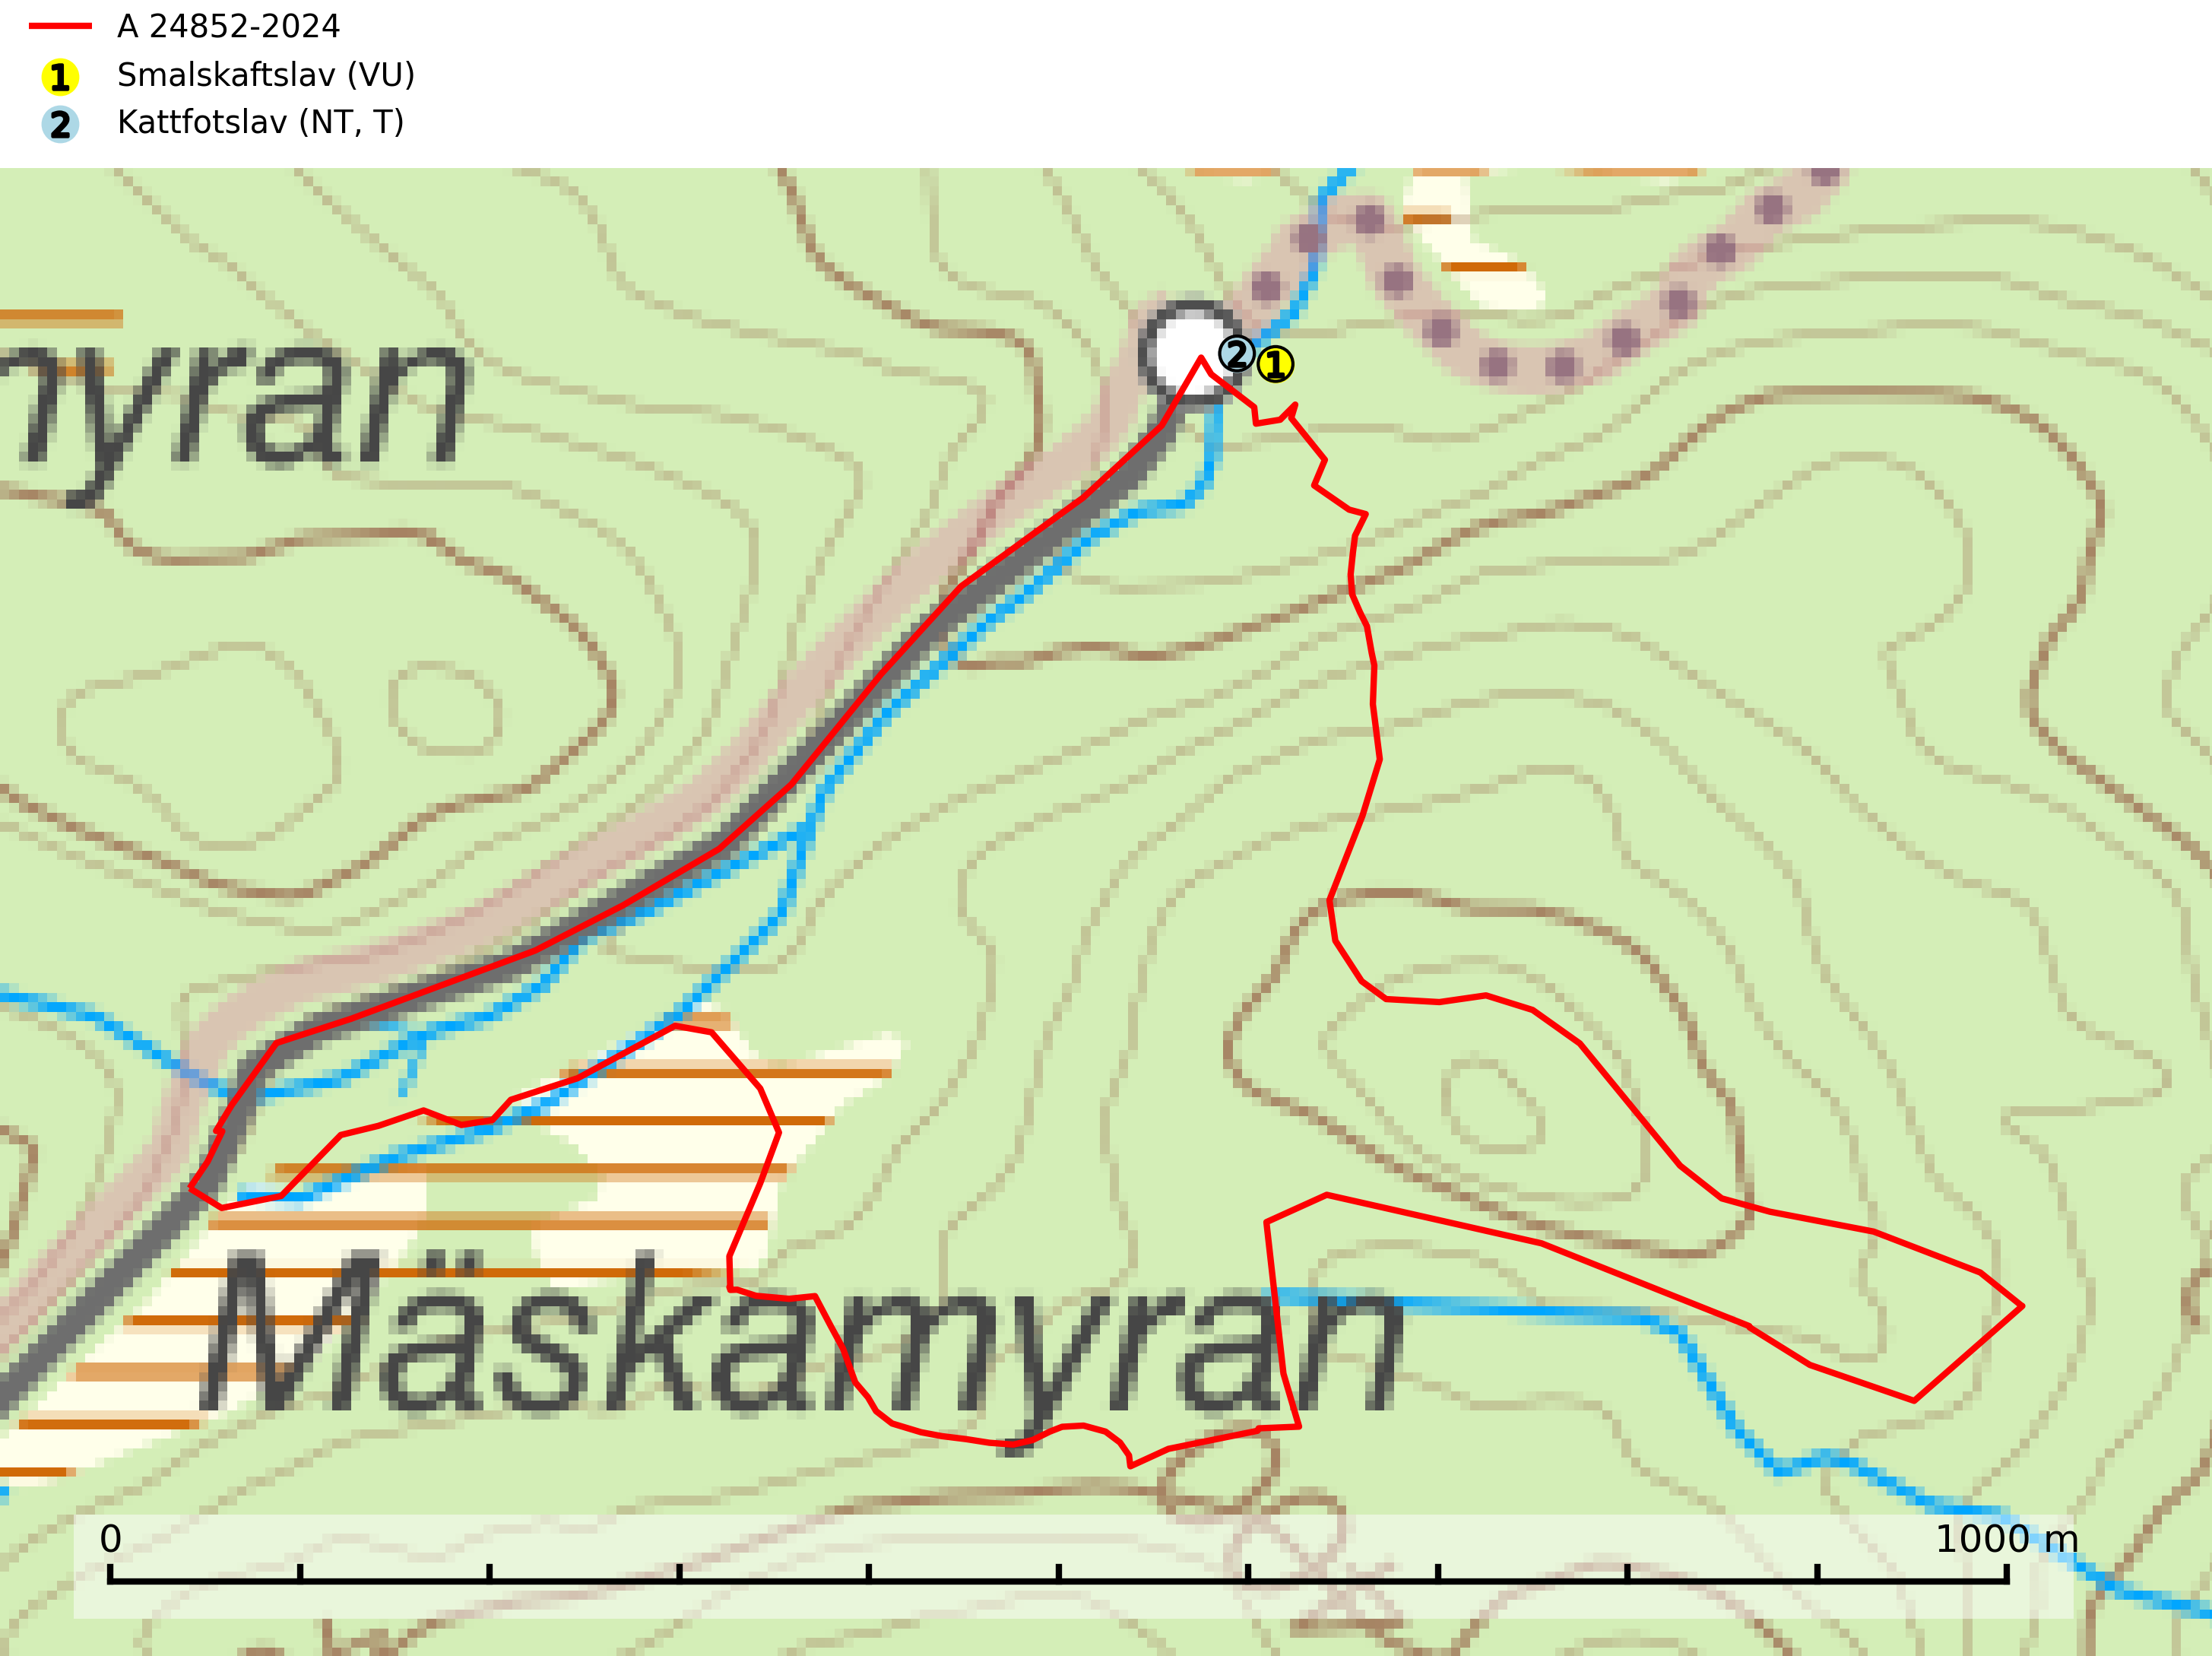 A 24852-2024
1 Smalskaftslav (VU)
2 Kattfotslav (NT, T)
2 1
myran
Mäskamyran
0 1000 m